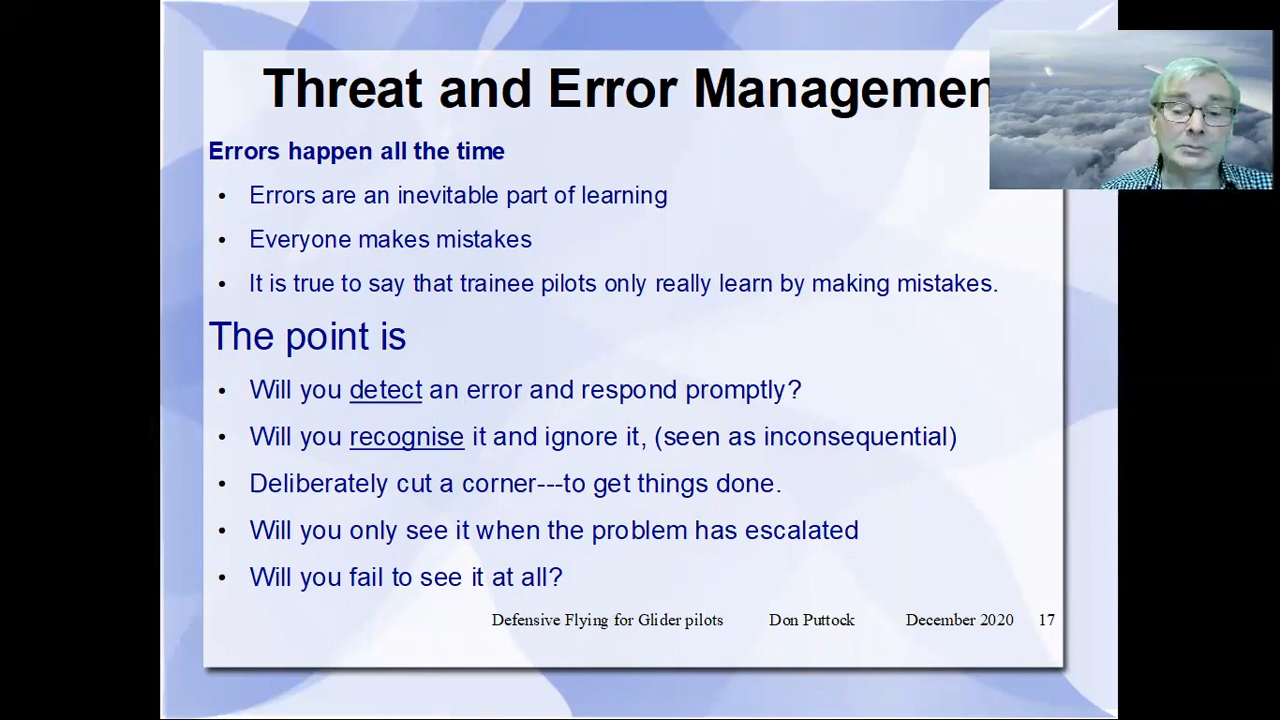 Threat and Error Managemen
Errors happen all the time
• Errors are an inevitable part of learning
• Everyone makes mistakes
• It is true to say that trainee pilots only really learn by making mistakes.
The point is
• Will you detect an error and respond promptly?
• Will you recognise it and ignore it, (seen as inconsequential)
• Deliberately cut a corner---to get things done.
• Will you only see it when the problem has escalated
• Will you fail to see it at all?
Defensive Flying for Glider pilots Don Puttock December 2020 17